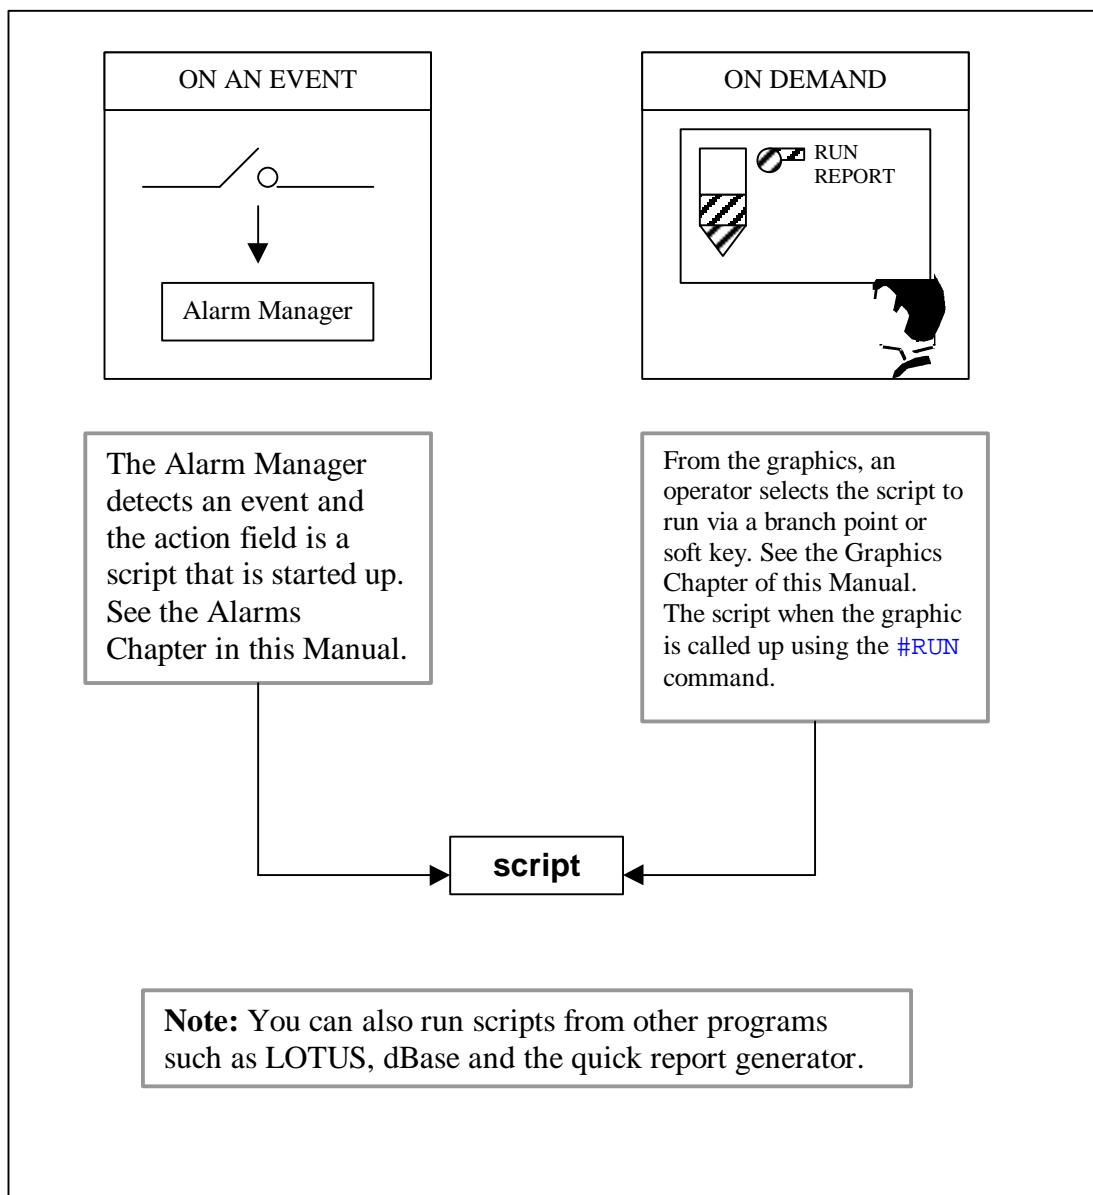 ON AN EVENT
Alarm Manager
The Alarm Manager
detects an event and
the action field is a
script that is started up.
See the Alarms
Chapter in this Manual.
ON DEMAND
RUN
REPORT
From the graphics, an
operator selects the script to
run via a branch point or
soft key. See the Graphics
Chapter of this Manual.
The script when the graphic
is called up using the #RUN
command.
script
Note: You can also run scripts from other programs
such as LOTUS, dBase and the quick report generator.